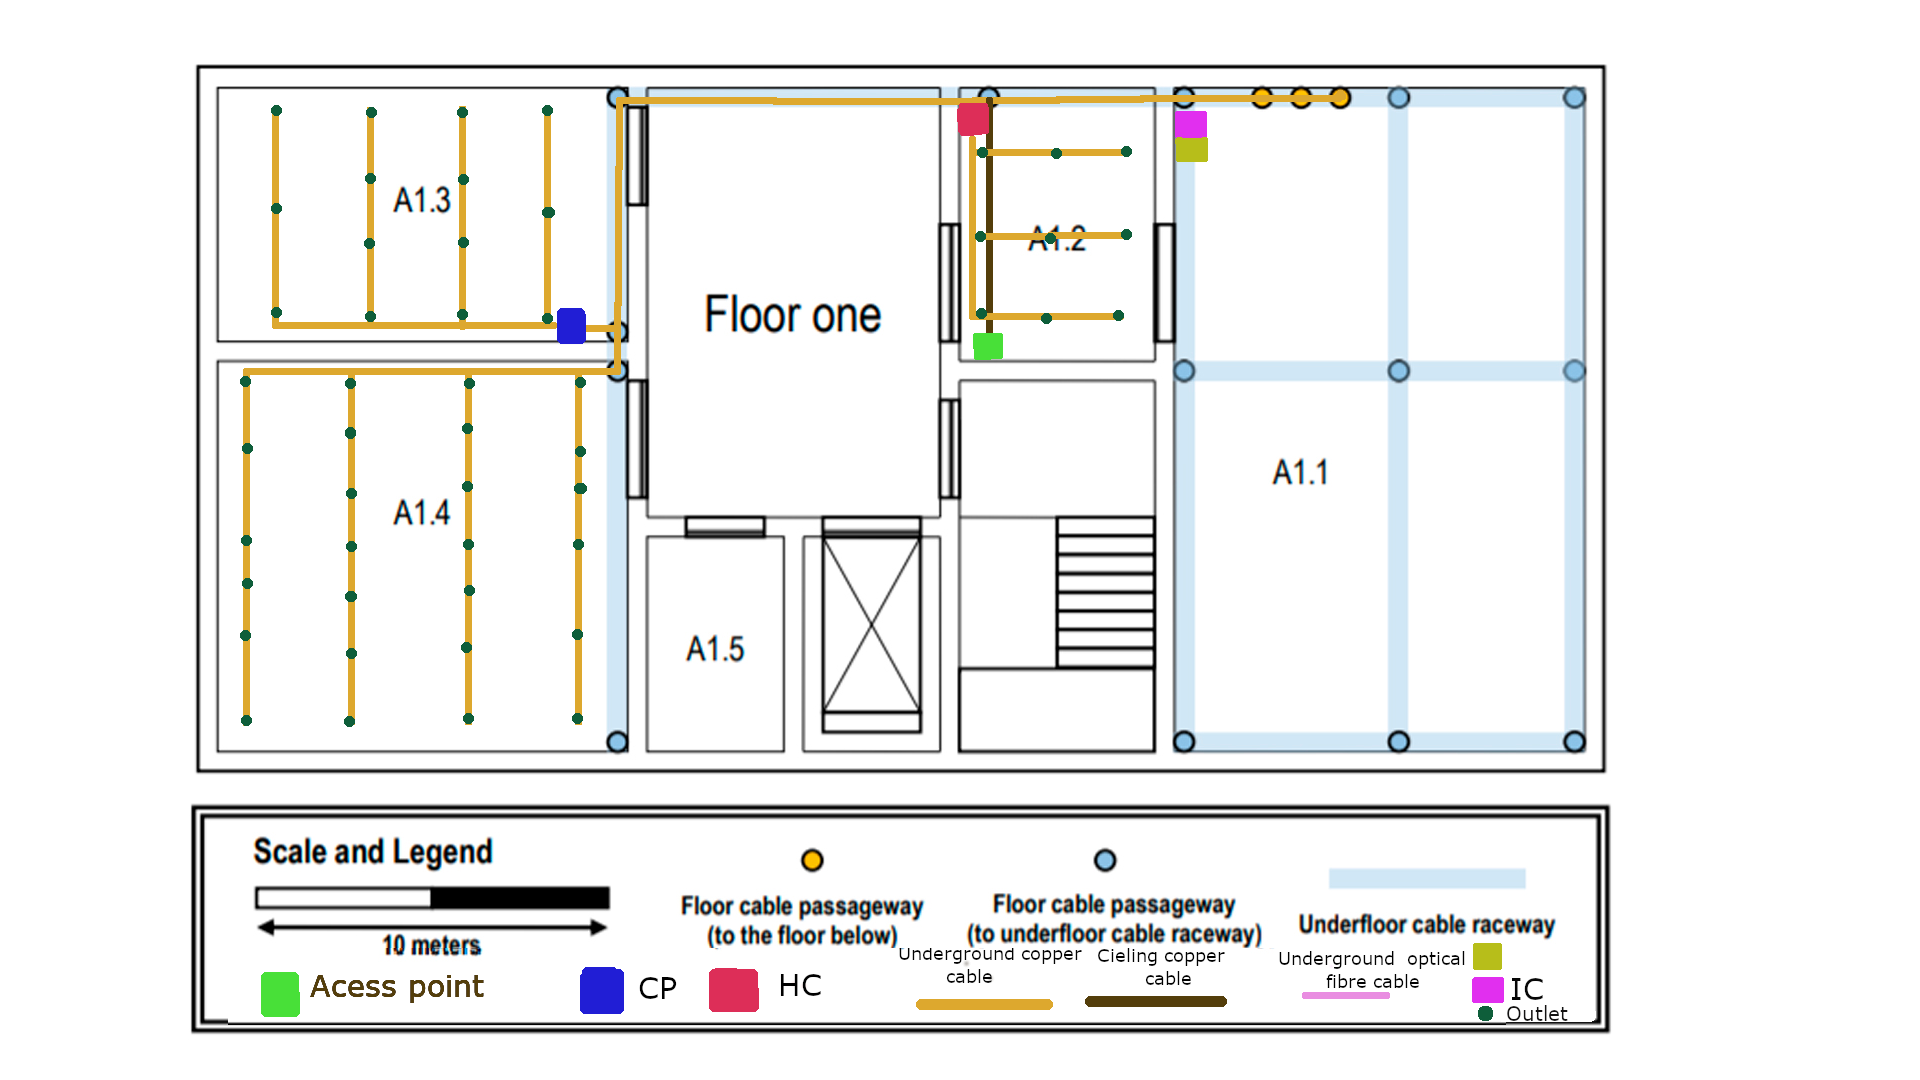 A1.3
A1.2
Floor one
A1.1
A1.4
A1.5
Scale and Legend
10 meters
Floor cable passageway
(to the floor below)
Floor cable passageway
(to underfloor cable raceway)
Underfloor cable raceway
Acess point
CP
HC
Underground copper
cable
Cieling copper
cable
Underground optical
fibre cable
IC
Outlet